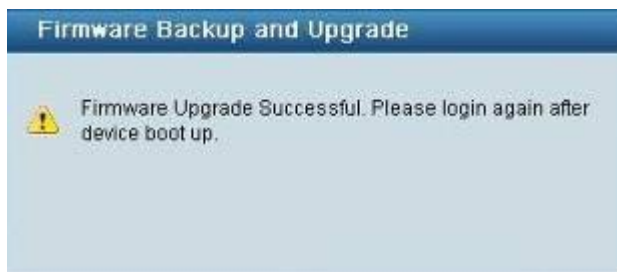 Firmware Backup and Upgrade
Firmware Upgrade Successful. Please login again after
device boot up.